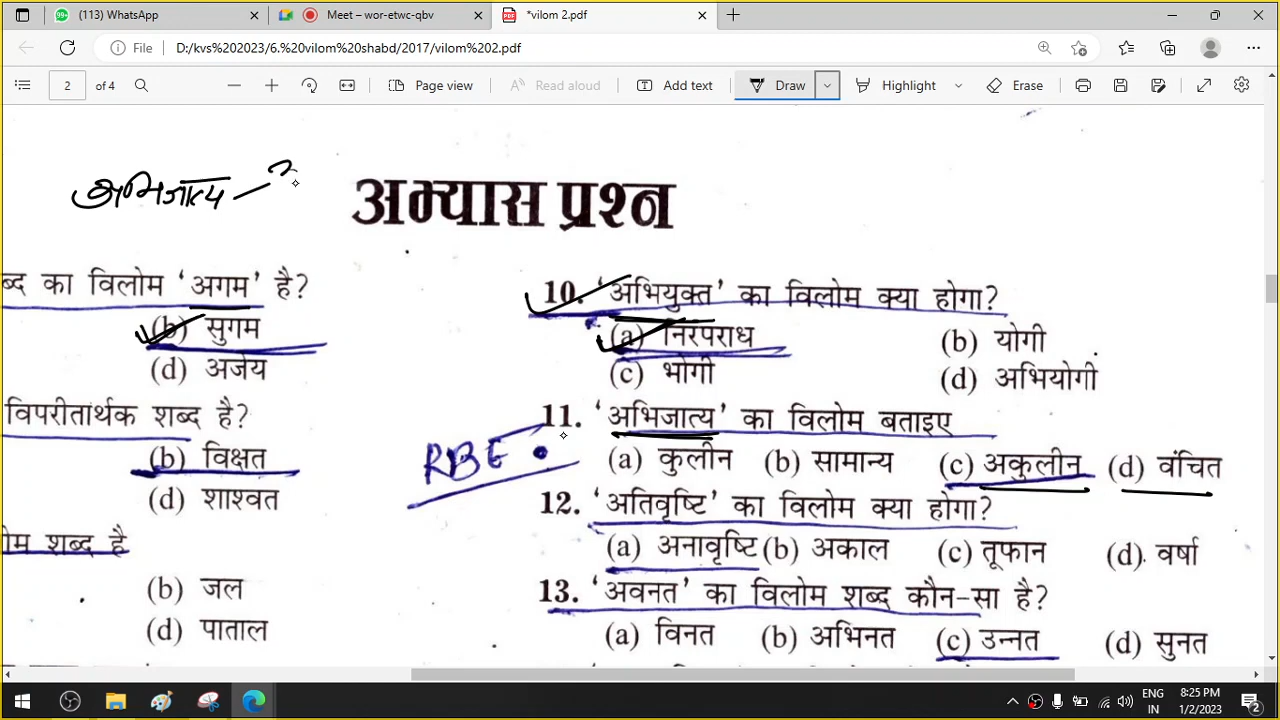 (113) WhatsApp
Meet – wor-etwc-qbv
*vilom 2.pdf
File
D:/kvs%202023/6.%20vilom%20shabd/2017/vilom%202.pdf
2
of 4
Page view
Read aloud
Add text
Draw
Highlight
Erase
अभिजात्य –
अभ्यास प्रश्न
ब्द का विलोम 'अगम' है?
(b) सुगम
(d) अजेय
विपरीतार्थक शब्द है?
(b) विक्षत
(d) शाश्वत
ोम शब्द है
(b) जल
(d) पाताल
10. 'अभियुक्त' का विलोम क्या होगा?
(a) निरपराध (b) योगी
(c) भोगी (d) अभियोगी
11. 'अभिजात्य' का विलोम बताइए
RBE
(a) कुलीन (b) सामान्य (c) अकुलीन (d) वंचित
12. 'अतिवृष्टि' का विलोम क्या होगा?
(a) अनावृष्टि (b) अकाल (c) तूफान (d). वर्षा
13. 'अवनत' का विलोम शब्द कौन-सा है?
(a) विनत (b) अभिनत (c) उन्नत (d) सुनत
ENG
IN
8:25 PM
1/2/2023
2